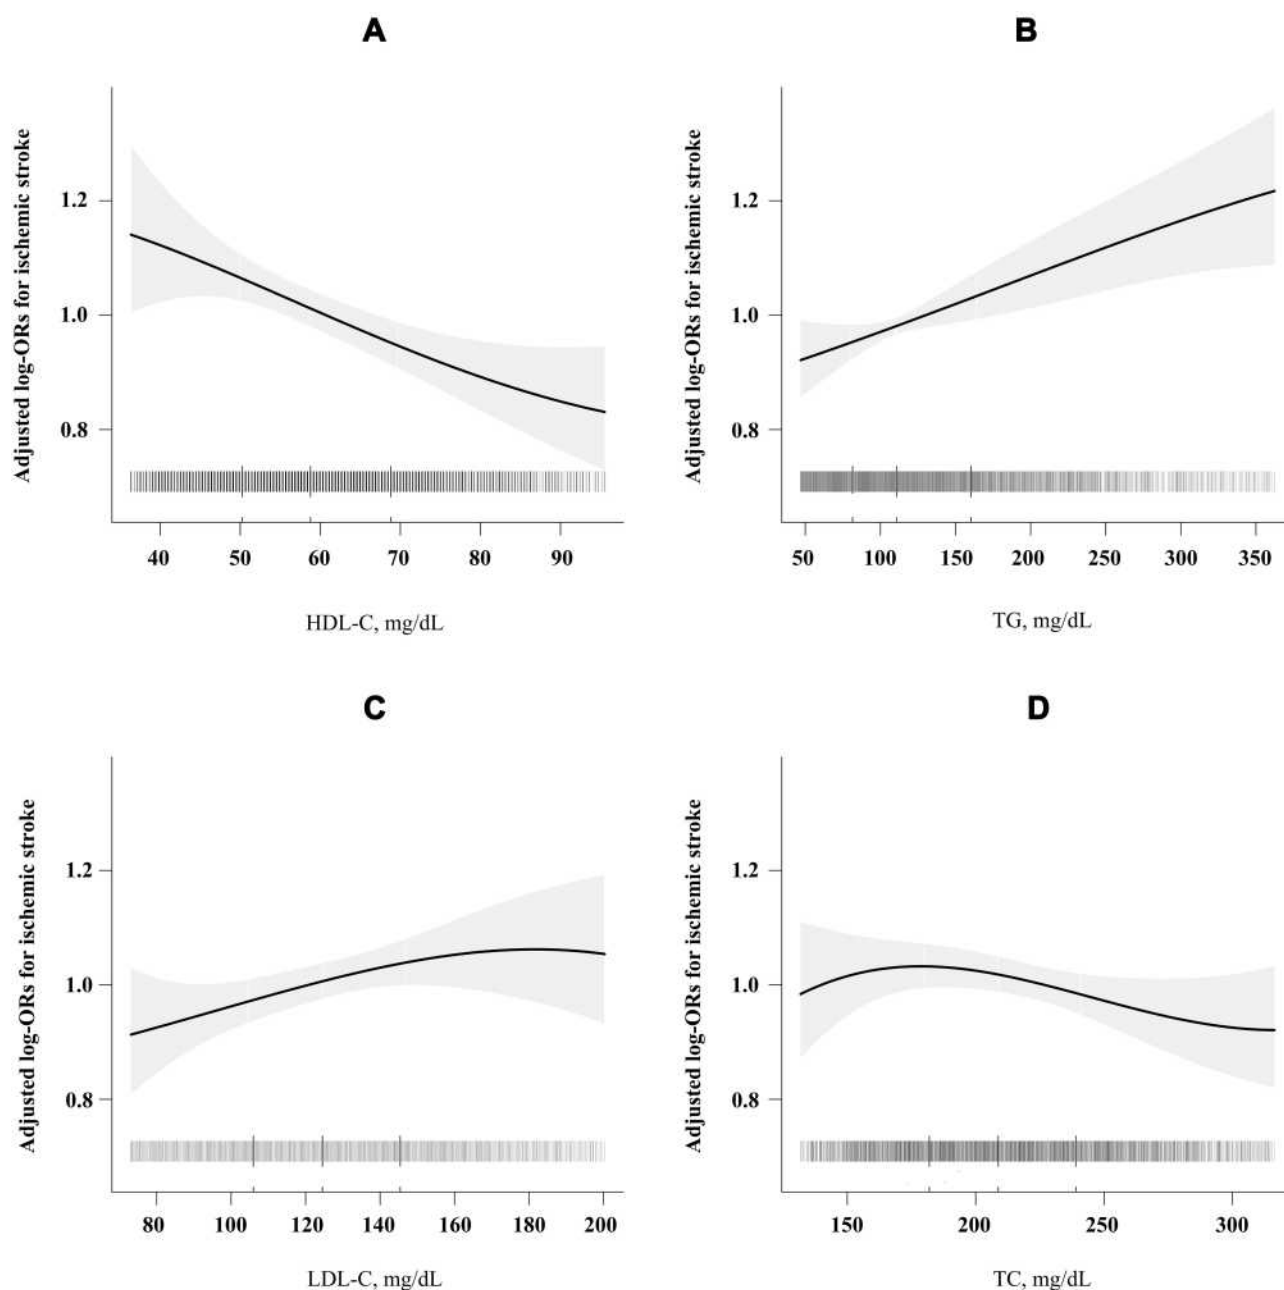 A
Adjusted log-ORs for ischemic stroke
1.2
1.0
0.8
40 50 60 70 80 90
HDL-C, mg/dL
B
Adjusted log-ORs for ischemic stroke
1.2
1.0
0.8
50 100 150 200 250 300 350
TG, mg/dL
C
Adjusted log-ORs for ischemic stroke
1.2
1.0
0.8
80 100 120 140 160 180 200
LDL-C, mg/dL
D
Adjusted log-ORs for ischemic stroke
1.2
1.0
0.8
150 200 250 300
TC, mg/dL